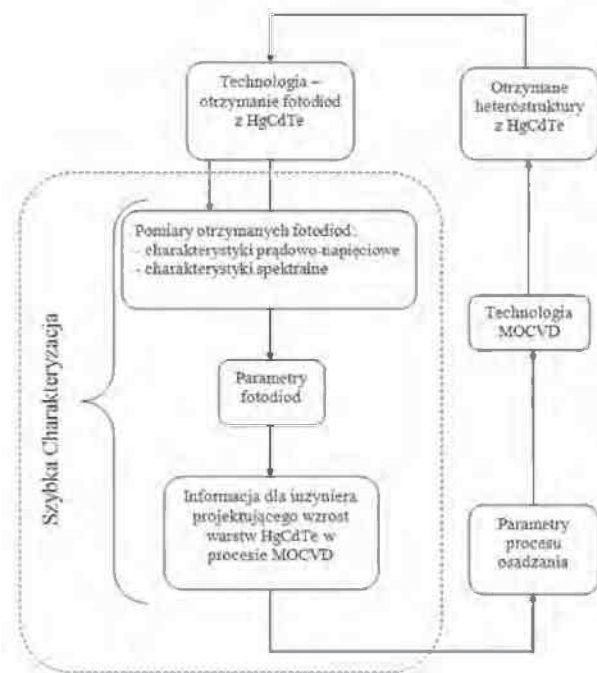 Technologia –
otrzymanie fotodiod
z HgCdTe
Otrzymane
heterostruktury
z HgCdTe
Pomiary otrzymanych fotodiod:
- charakterystyki prądowo-napięciowe
- charakterystyki spektralne
Technologia
MOCVD
Szybka Charakteryzacja
Parametry
fotodiod
Informacja dla inżyniera
projektującego wzrost
warstw HgCdTe w
procesie MOCVD
Parametry
procesu
osadzania